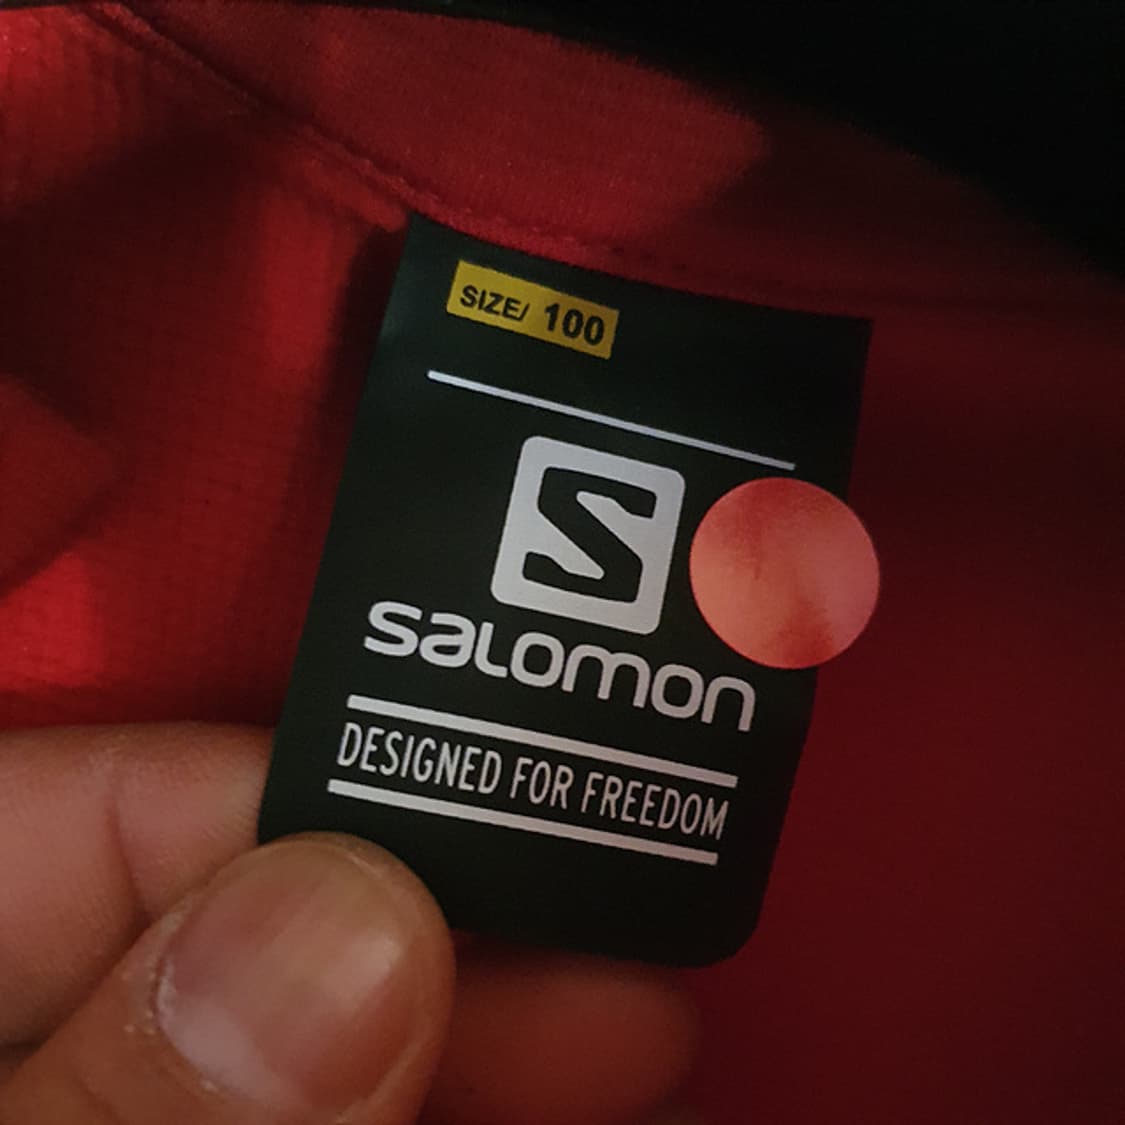 SIZE/ 100
S
salomon
DESIGNED FOR FREEDOM